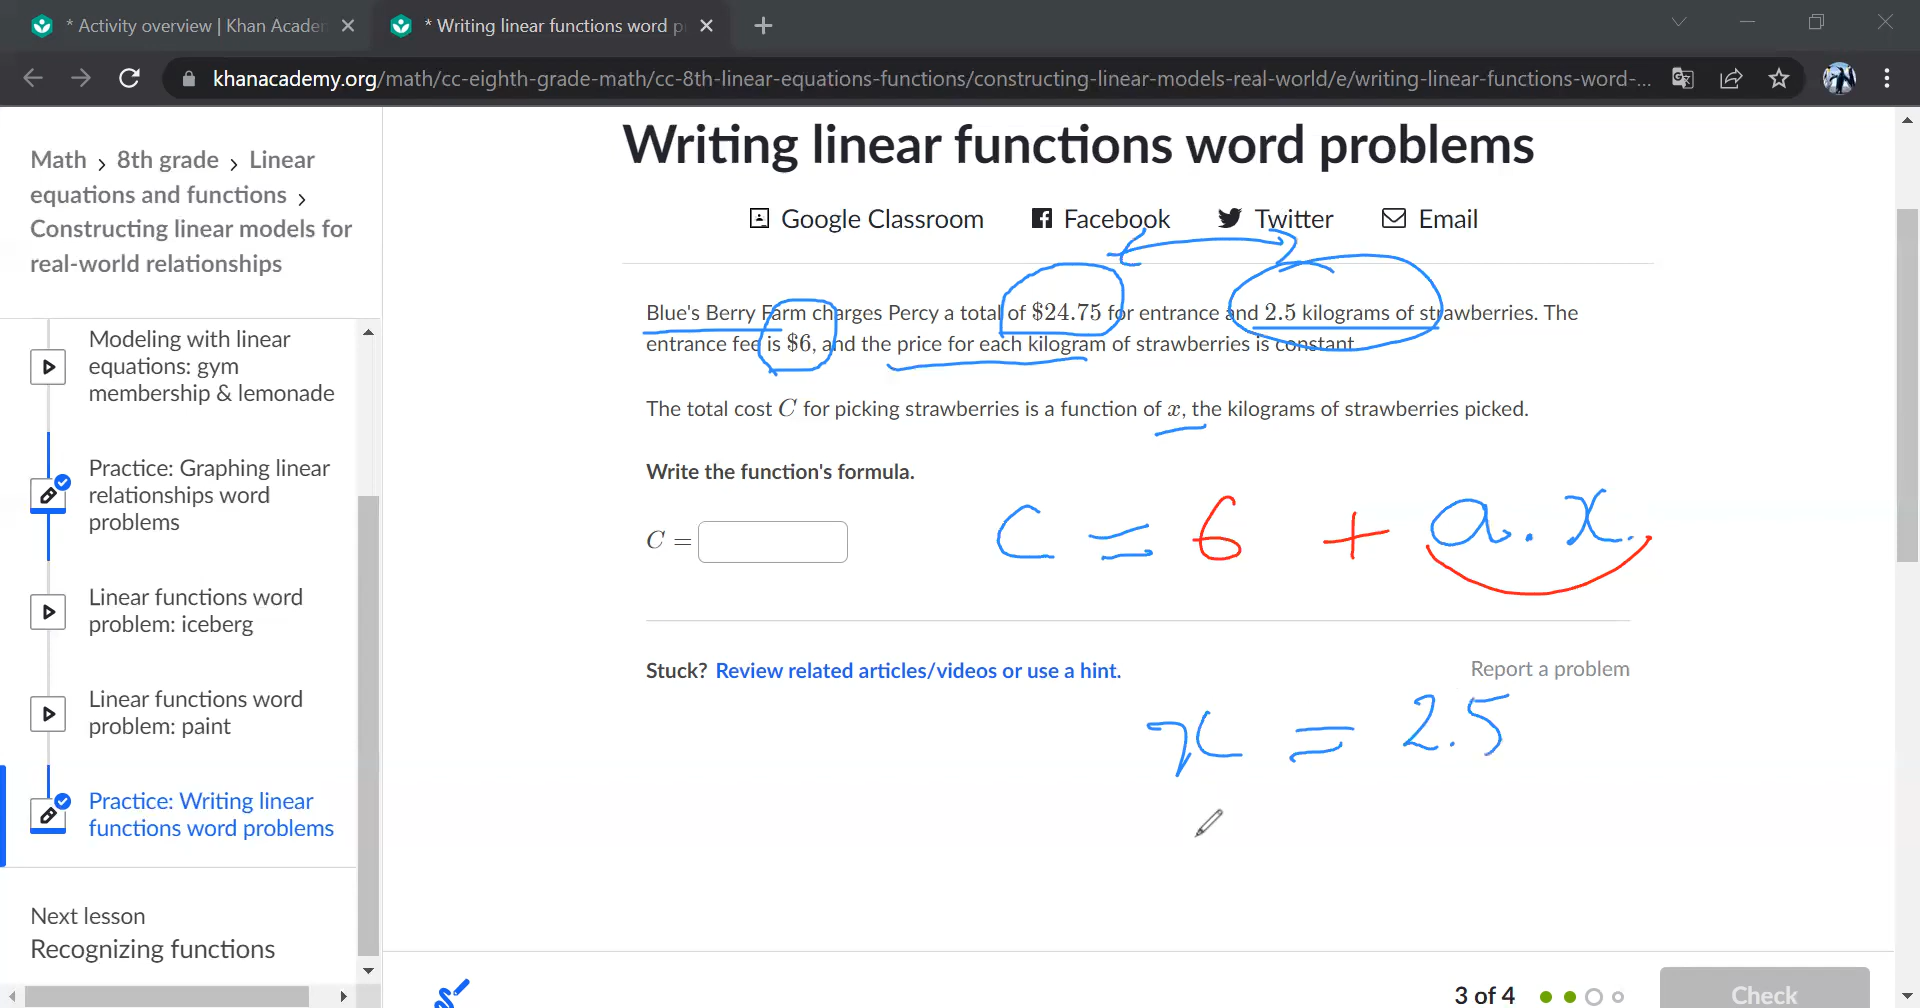 * Activity overview | Khan Academ
* Writing linear functions word p
khanacademy.org/math/cc-eighth-grade-math/cc-8th-linear-equations-functions/constructing-linear-models-real-world/e/writing-linear-functions-word-...
Math > 8th grade > Linear
equations and functions >
Constructing linear models for
real-world relationships
Modeling with linear
equations: gym
membership & lemonade
Practice: Graphing linear
relationships word
problems
Linear functions word
problem: iceberg
Linear functions word
problem: paint
Practice: Writing linear
functions word problems
Next lesson
Recognizing functions
Writing linear functions word problems
Google Classroom Facebook Twitter Email
Blue's Berry Farm charges Percy a total of $24.75 for entrance and 2.5 kilograms of strawberries. The
entrance fee is $6, and the price for each kilogram of strawberries is constant.
The total cost C for picking strawberries is a function of x, the kilograms of strawberries picked.
Write the function's formula.
C =
C = 6 + a . x .
Stuck? Review related articles/videos or use a hint.
Report a problem
x = 2.5
3 of 4
Check